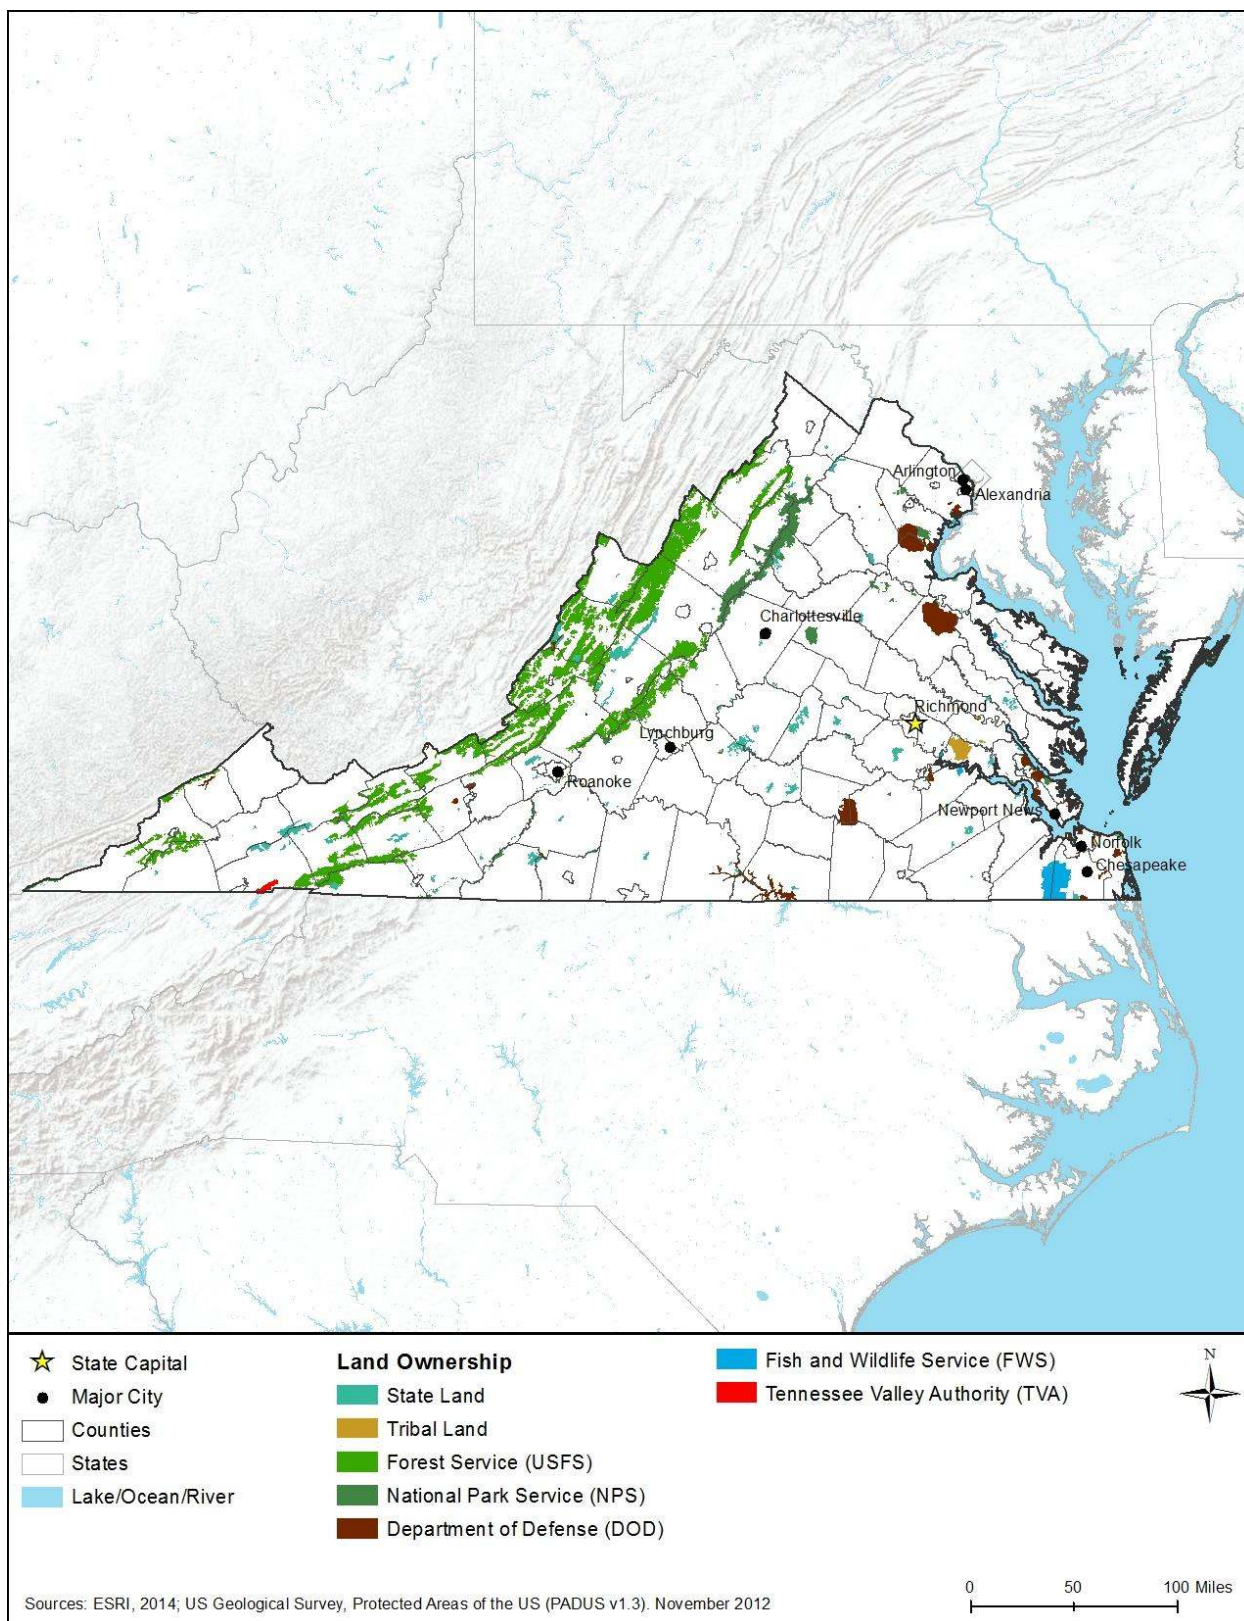 Arlington
Alexandria
Charlottesville
Richmond
Lynchburg
Roanoke
Newport News
Norfolk
Chesapeake
State Capital
Major City
Counties
States
Lake/Ocean/River
Land Ownership
State Land
Tribal Land
Forest Service (USFS)
National Park Service (NPS)
Department of Defense (DOD)
Fish and Wildlife Service (FWS)
Tennessee Valley Authority (TVA)
N
0 50 100 Miles
Sources: ESRI, 2014; US Geological Survey, Protected Areas of the US (PADUS v1.3). November 2012